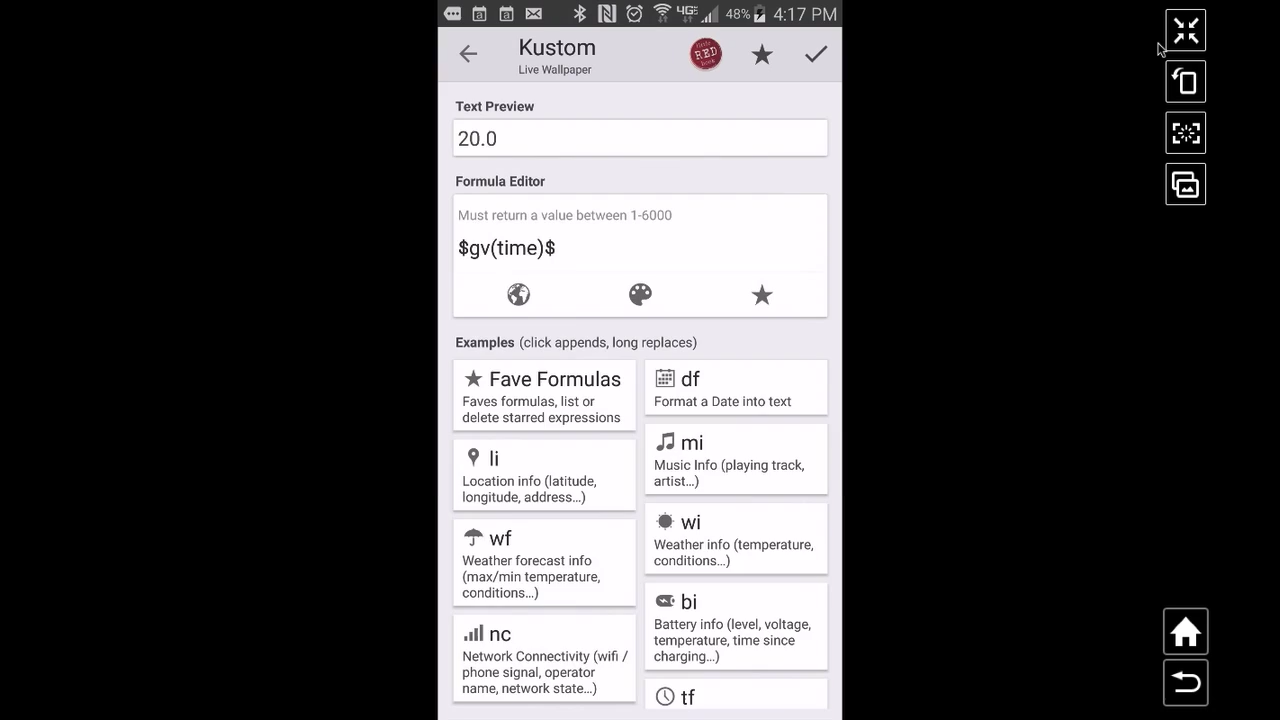 4G
48%
4:17 PM
Kustom
Live Wallpaper
RED
Text Preview
20.0
Formula Editor
Must return a value between 1-6000
$gv(time)$
Examples (click appends, long replaces)
Fave Formulas
Faves formulas, list or
delete starred expressions
df
Format a Date into text
li
Location info (latitude,
longitude, address...)
mi
Music Info (playing track,
artist...)
wf
Weather forecast info
(max/min temperature,
conditions...)
wi
Weather info (temperature,
conditions...)
nc
Network Connectivity (wifi /
phone signal, operator
name, network state...)
bi
Battery info (level, voltage,
temperature, time since
charging...)
tf